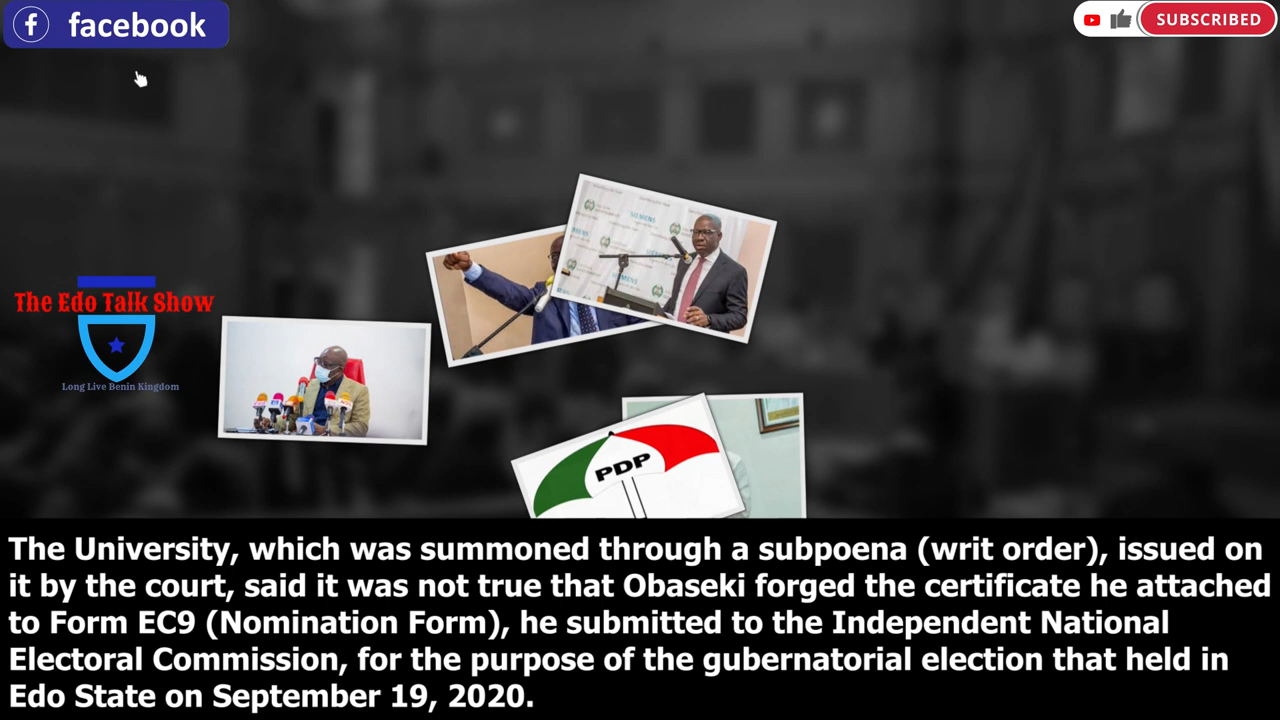 facebook
SUBSCRIBED
SIEMENS
The Edo Talk Show
Long Live Benin Kingdom
PDP
The University, which was summoned through a subpoena (writ order), issued on
it by the court, said it was not true that Obaseki forged the certificate he attached
to Form EC9 (Nomination Form), he submitted to the Independent National
Electoral Commission, for the purpose of the gubernatorial election that held in
Edo State on September 19, 2020.